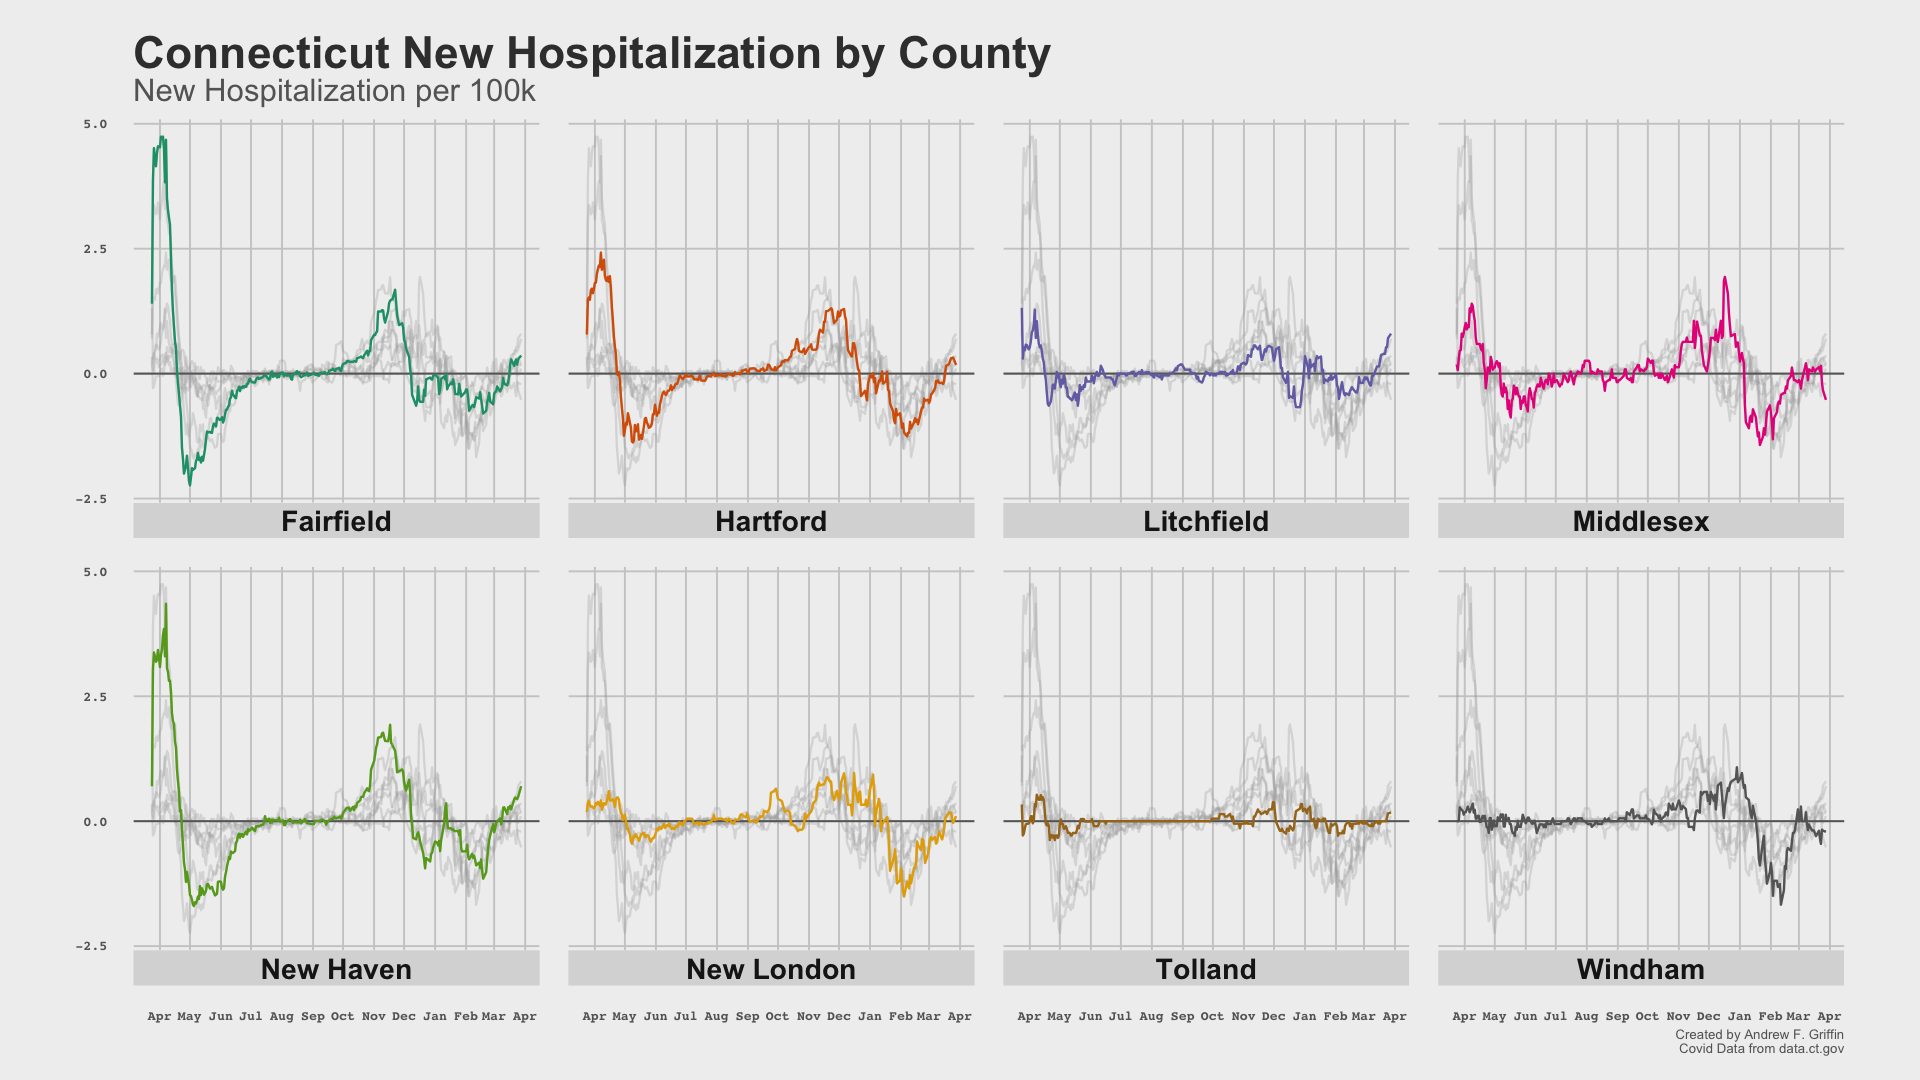 Connecticut New Hospitalization by County
New Hospitalization per 100k
5.0
2.5
0.0
-2.5
Fairfield Hartford Litchfield Middlesex
5.0
2.5
0.0
-2.5
New Haven New London Tolland Windham
Apr May Jun Jul Aug Sep Oct Nov Dec Jan Feb Mar Apr Apr May Jun Jul Aug Sep Oct Nov Dec Jan Feb Mar Apr Apr May Jun Jul Aug Sep Oct Nov Dec Jan Feb Mar Apr Apr May Jun Jul Aug Sep Oct Nov Dec Jan Feb Mar Apr
Created by Andrew F. Griffin
Covid Data from data.ct.gov